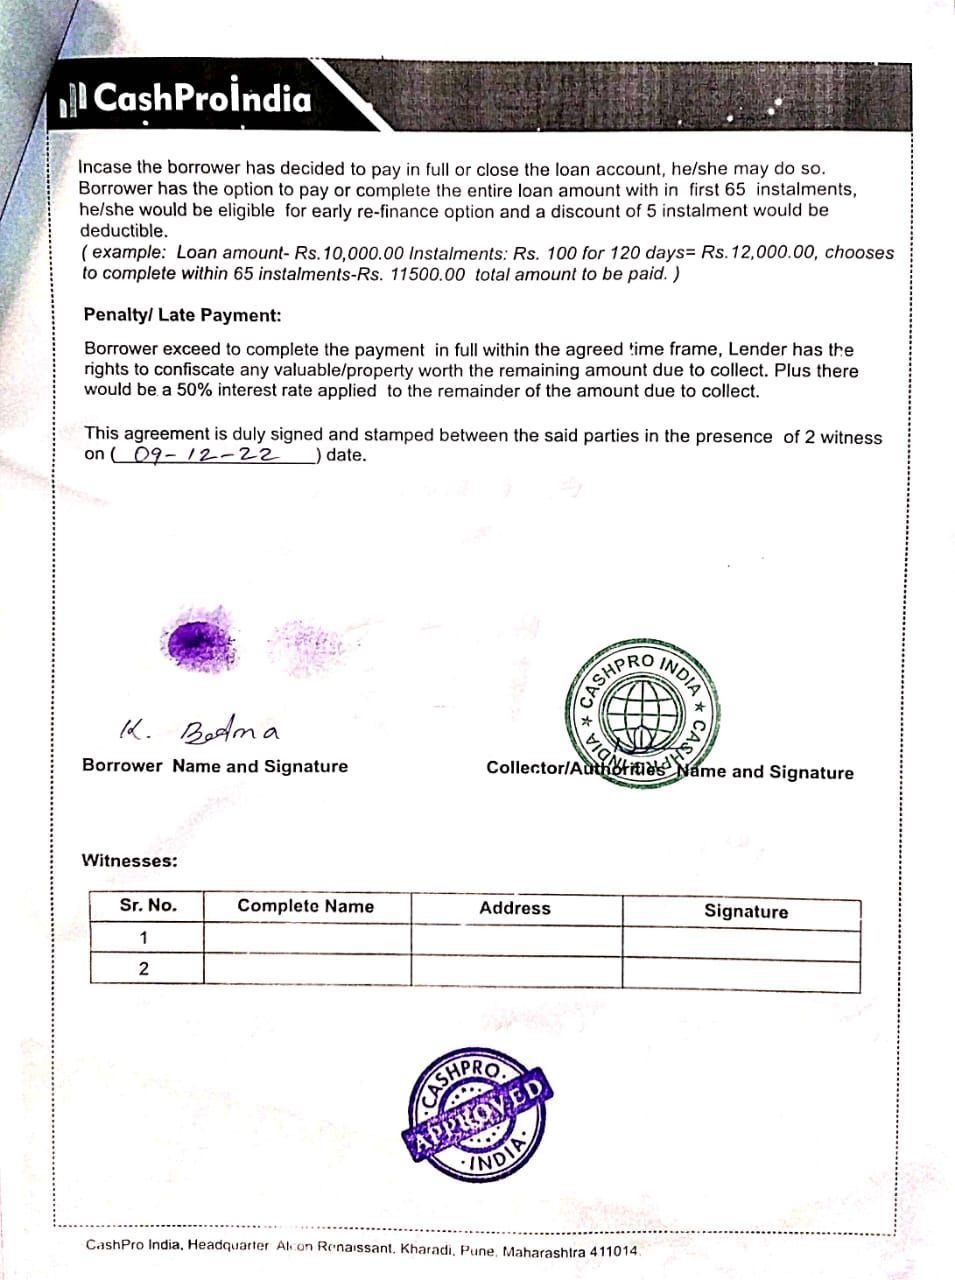 CashProİndia
Incase the borrower has decided to pay in full or close the loan account, he/she may do so.
Borrower has the option to pay or complete the entire loan amount with in first 65 instalments,
he/she would be eligible for early re-finance option and a discount of 5 instalment would be
deductible.
( example: Loan amount- Rs.10,000.00 Instalments: Rs. 100 for 120 days= Rs.12,000.00, chooses
to complete within 65 instalments-Rs. 11500.00 total amount to be paid. )
Penalty/ Late Payment:
Borrower exceed to complete the payment in full within the agreed time frame, Lender has the
rights to confiscate any valuable/property worth the remaining amount due to collect. Plus there
would be a 50% interest rate applied to the remainder of the amount due to collect.
This agreement is duly signed and stamped between the said parties in the presence of 2 witness
on ( 09-12-22 ) date.
CASHPRO INDIA ★ CASHPRO INDIA ★
K.
Borrower Name and Signature
Collector/Authorities Name and Signature
Witnesses:
Sr. No. Complete Name Address Signature
1
2
CASHPRO
APPROVED
INDIA
CashPro India, Headquarter Renaissant, Kharadi, Pune, Maharashtra 411014.